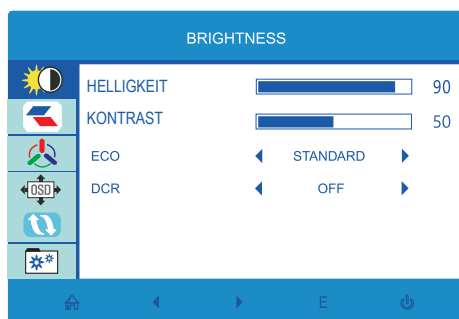 BRIGHTNESS
HELLIGKEIT 90
KONTRAST 50
ECO STANDARD
DCR OFF
OSD
E